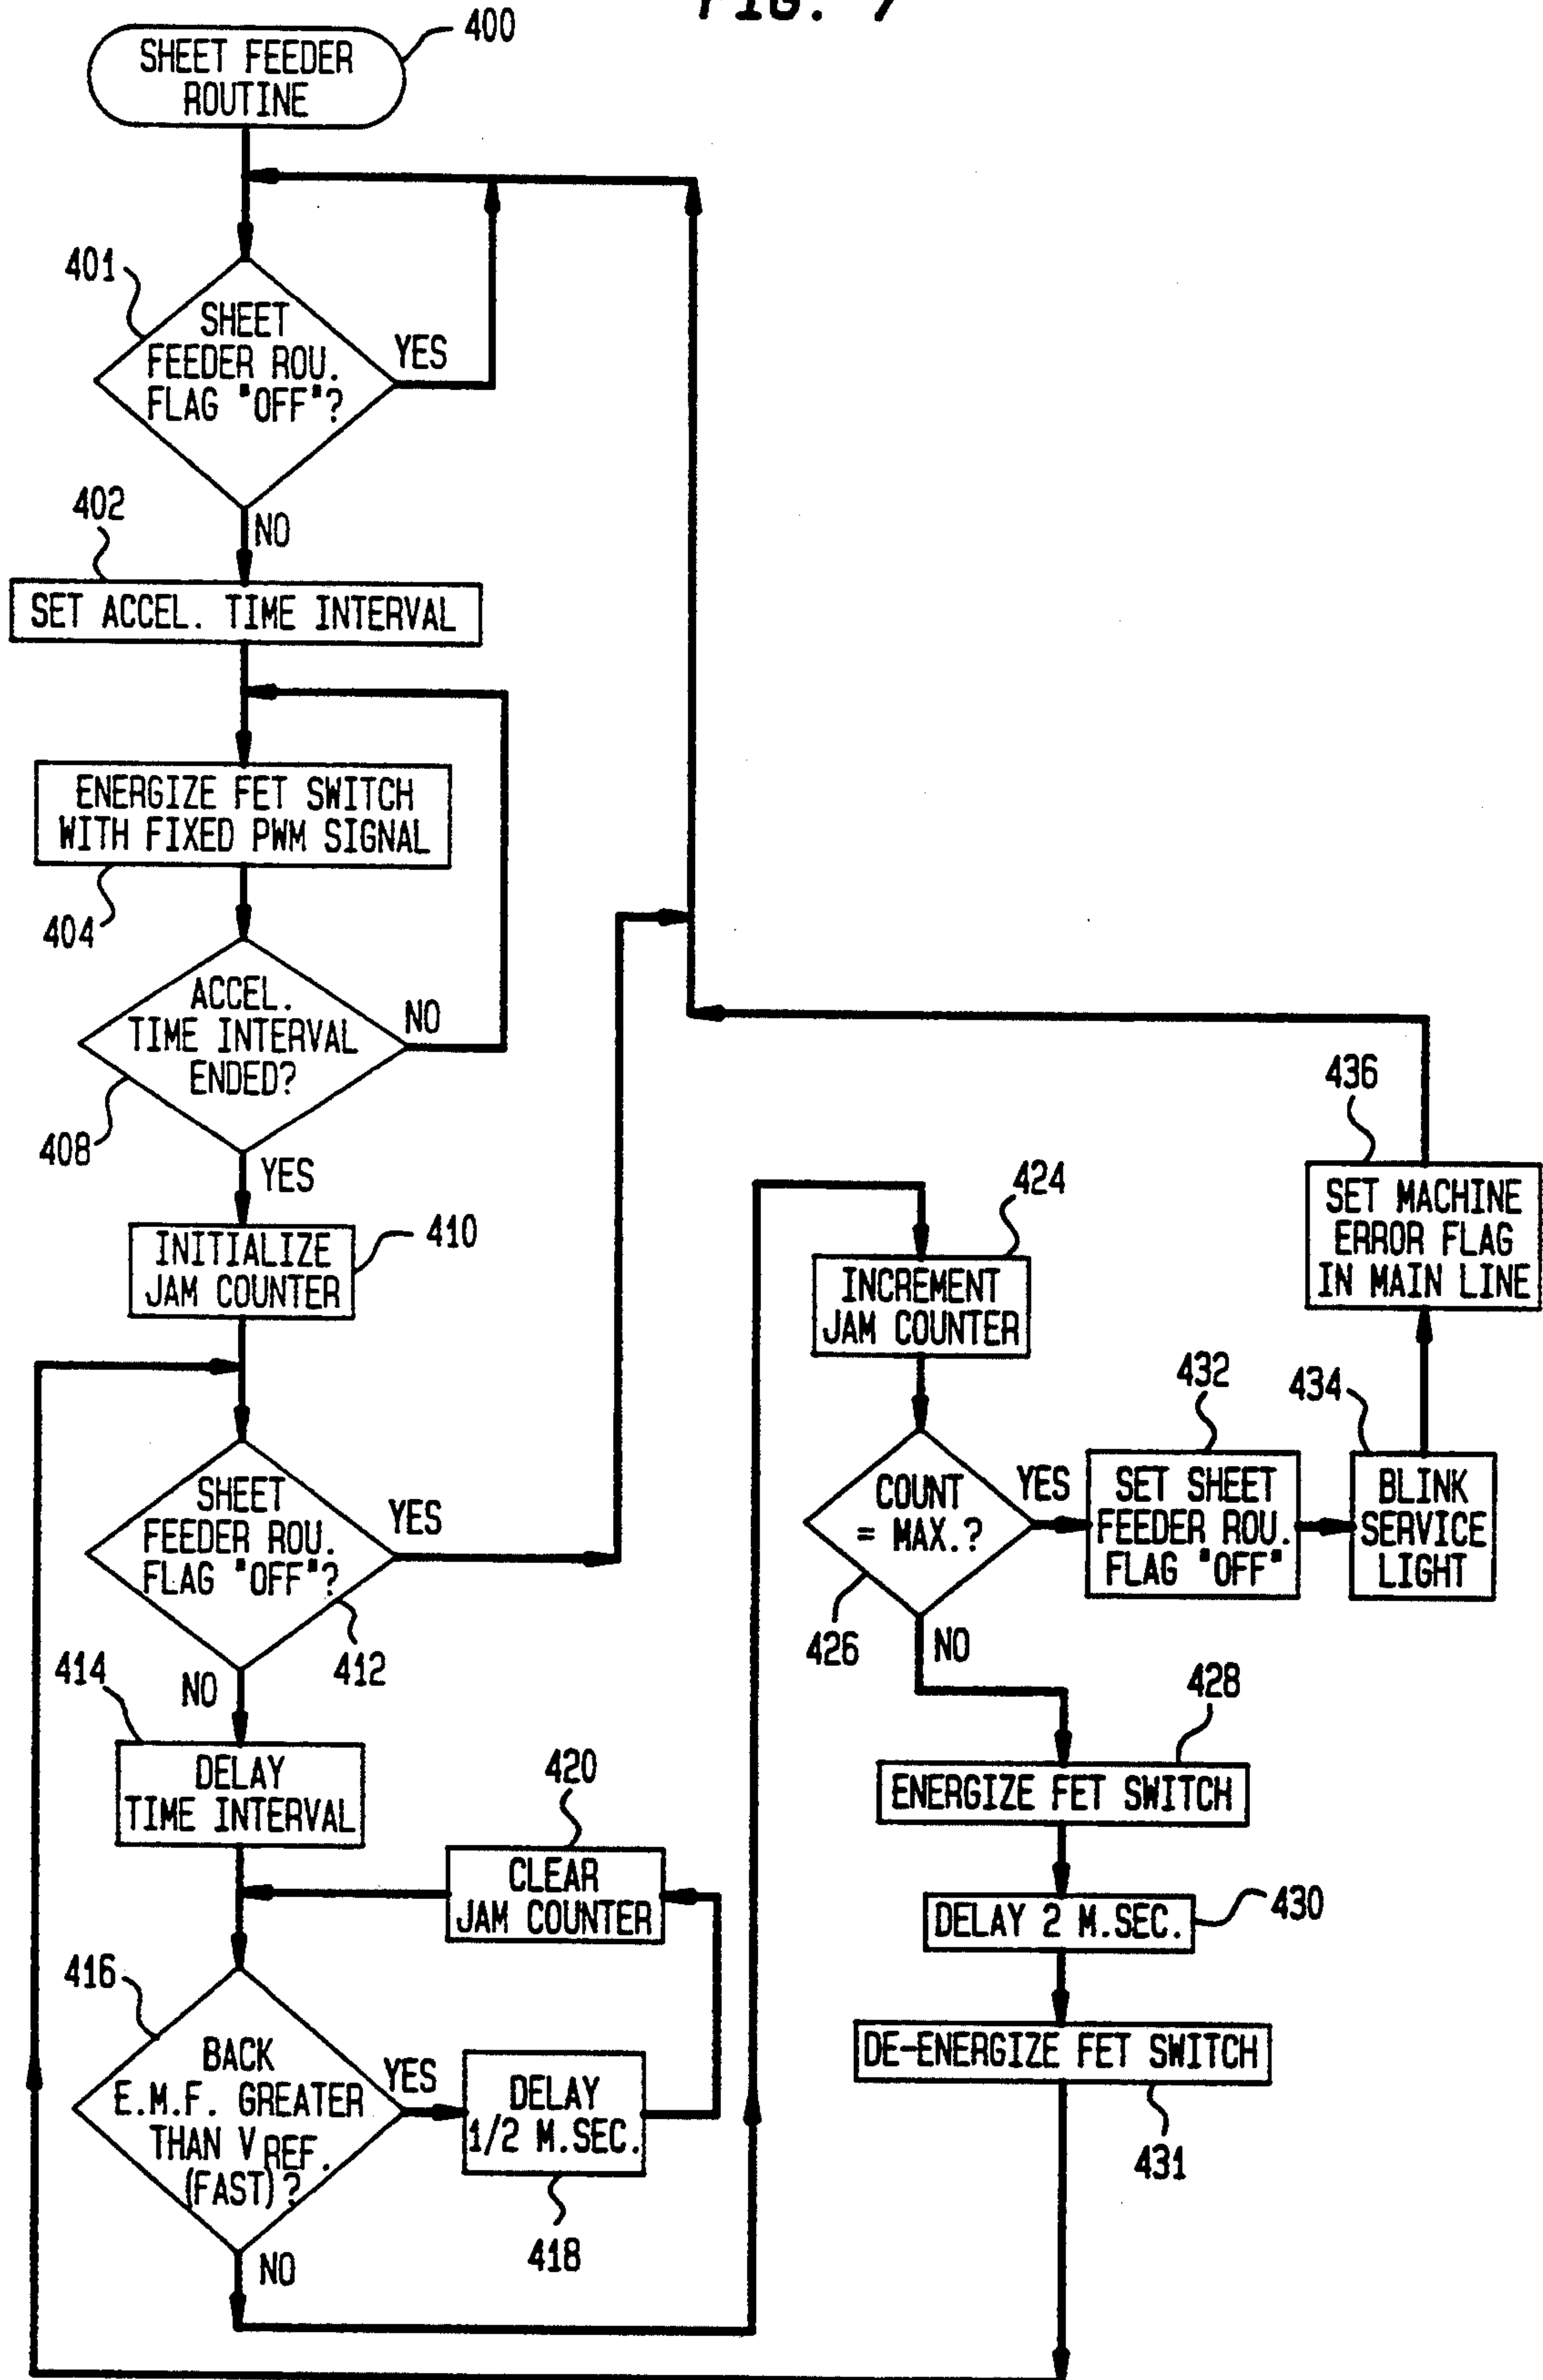 FIG. 7
400
SHEET FEEDER
ROUTINE
401
SHEET
FEEDER ROU.
FLAG "OFF"?
YES
NO
402
SET ACCEL. TIME INTERVAL
ENERGIZE FET SWITCH
WITH FIXED PWM SIGNAL
404
ACCEL.
TIME INTERVAL
ENDED?
NO
408
YES
INITIALIZE
JAM COUNTER
410
SHEET
FEEDER ROU.
FLAG "OFF"?
YES
412
NO
414
DELAY
TIME INTERVAL
420
CLEAR
JAM COUNTER
416
BACK
E.M.F. GREATER
THAN VREF.
(FAST)?
YES
DELAY
1/2 M.SEC.
418
NO
424
INCREMENT
JAM COUNTER
COUNT
= MAX.?
426
YES
432
SET SHEET
FEEDER ROU.
FLAG "OFF"
434
BLINK
SERVICE
LIGHT
436
SET MACHINE
ERROR FLAG
IN MAIN LINE
NO
428
ENERGIZE FET SWITCH
DELAY 2 M.SEC.
430
DE-ENERGIZE FET SWITCH
431